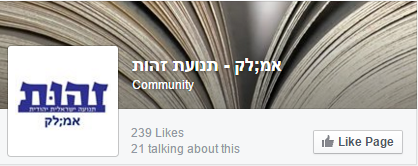 אמ;לק - תנועת זהות
Community
זהות
תנועה ישראלית יהודית
אמ;לק
239 Likes
21 talking about this
Like Page